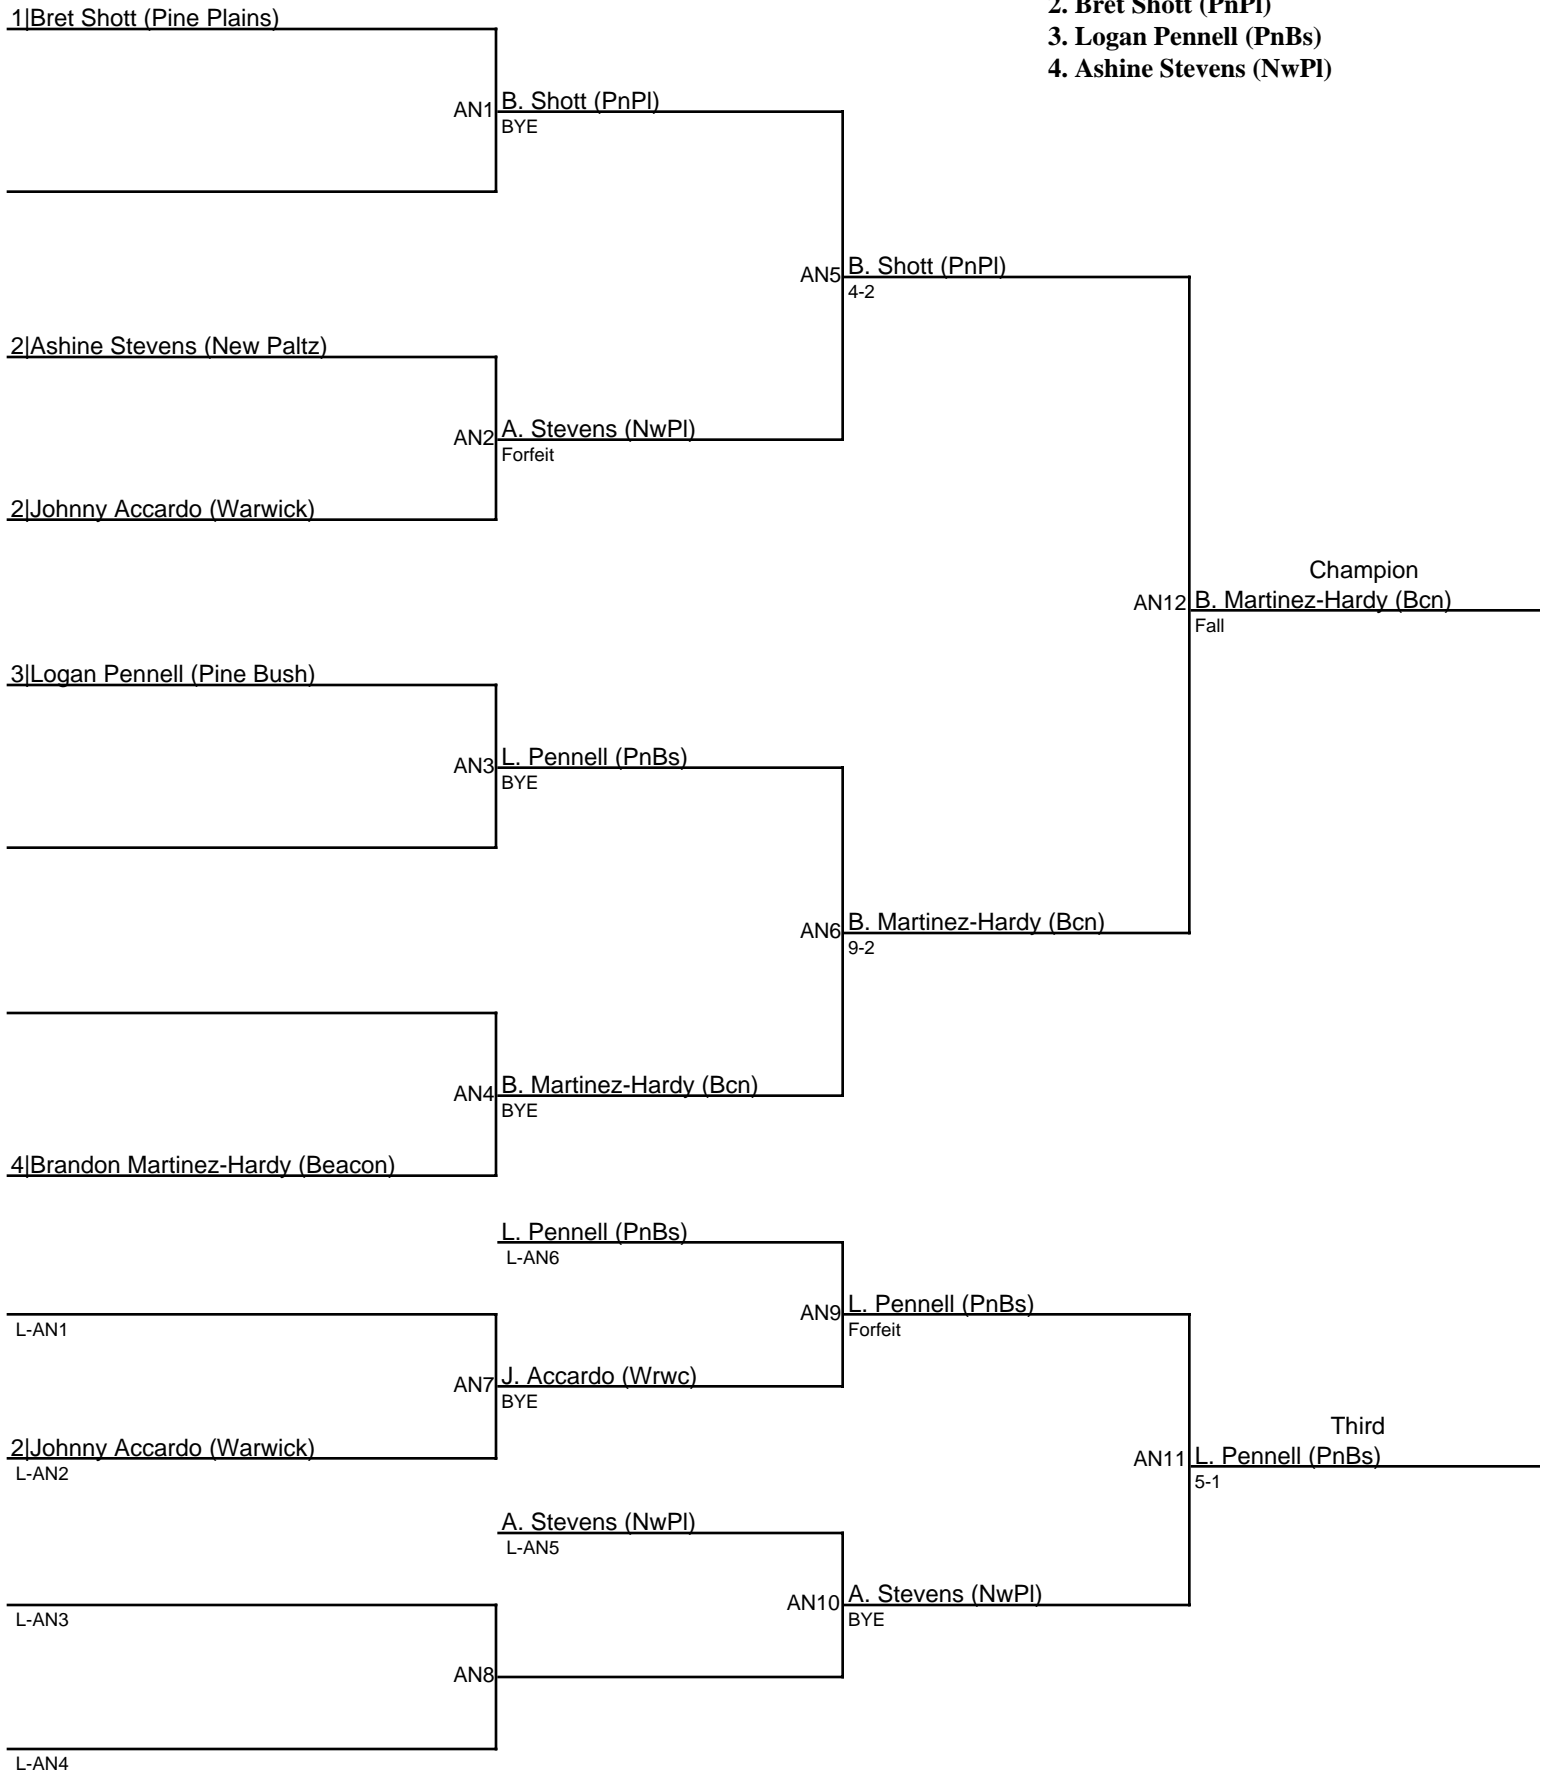 2. Bret Shott (PnPl)
3. Logan Pennell (PnBs)
4. Ashine Stevens (NwPl)
1|Bret Shott (Pine Plains)
AN1 B. Shott (PnPl)
BYE
AN5 B. Shott (PnPl)
4-2
2|Ashine Stevens (New Paltz)
AN2 A. Stevens (NwPl)
Forfeit
2|Johnny Accardo (Warwick)
Champion
AN12 B. Martinez-Hardy (Bcn)
Fall
3|Logan Pennell (Pine Bush)
AN3 L. Pennell (PnBs)
BYE
AN6 B. Martinez-Hardy (Bcn)
9-2
AN4 B. Martinez-Hardy (Bcn)
BYE
4|Brandon Martinez-Hardy (Beacon)
L. Pennell (PnBs)
L-AN6
AN9 L. Pennell (PnBs)
Forfeit
L-AN1
AN7 J. Accardo (Wrwc)
BYE
2|Johnny Accardo (Warwick)
L-AN2
Third
AN11 L. Pennell (PnBs)
5-1
A. Stevens (NwPl)
L-AN5
AN10 A. Stevens (NwPl)
BYE
L-AN3
AN8
L-AN4